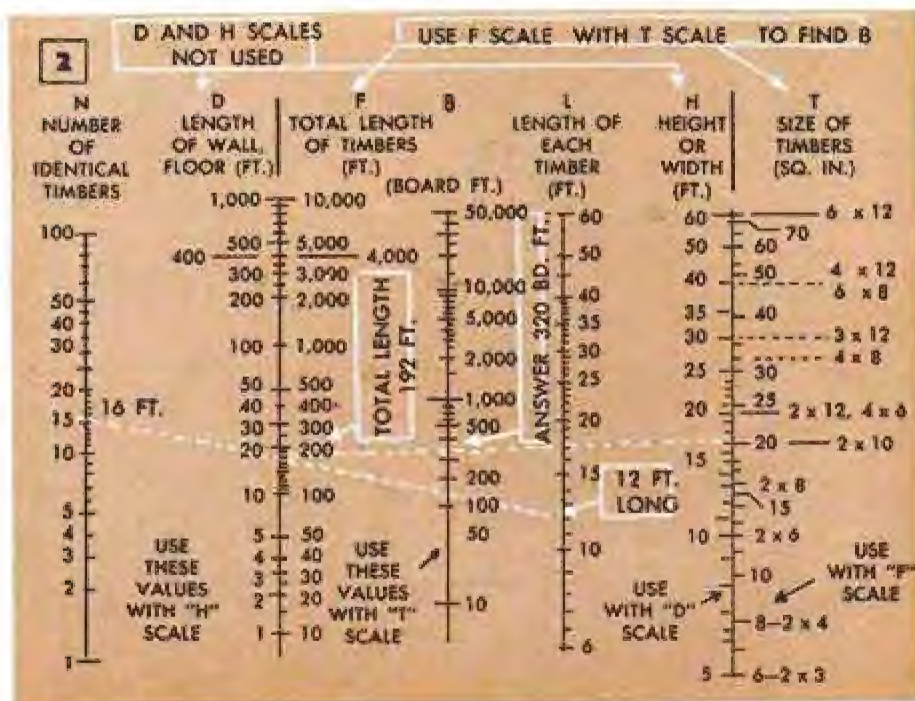 2
D AND H SCALES
NOT USED
USE F SCALE WITH T SCALE TO FIND B
N
NUMBER
OF
IDENTICAL
TIMBERS
D
LENGTH
OF WALL,
FLOOR (FT.)
F
TOTAL LENGTH
OF TIMBERS
(FT.)
B
(BOARD FT.)
L
LENGTH OF
EACH
TIMBER
(FT.)
H
HEIGHT
OR
WIDTH
(FT.)
T
SIZE OF
TIMBERS
(SQ. IN.)
100
50
40
30
20
15
10
5
4
3
2
1
16 FT.
1,000
500
400
300
200
100
50
40
30
20
10
5
4
3
2
1
USE
THESE
VALUES
WITH "H"
SCALE
10,000
5,000
4,000
3,000
2,000
1,000
500
400
300
200
100
50
40
30
20
10
TOTAL LENGTH
192 FT.
USE
THESE
VALUES
WITH "T"
SCALE
50,000
10,000
5,000
2,000
1,000
500
200
100
50
10
ANSWER 320 BD. FT.
60
50
40
35
30
25
20
15
10
6
12 FT.
LONG
60
50
40
35
30
25
20
15
10
5
USE
WITH "D"
SCALE
6 x 12
70
60
50
4 x 12
6 x 8
40
3 x 12
4 x 8
30
25
2 x 12, 4 x 6
20
2 x 10
2 x 8
15
2 x 6
10
8–2 x 4
6–2 x 3
USE
WITH "F"
SCALE